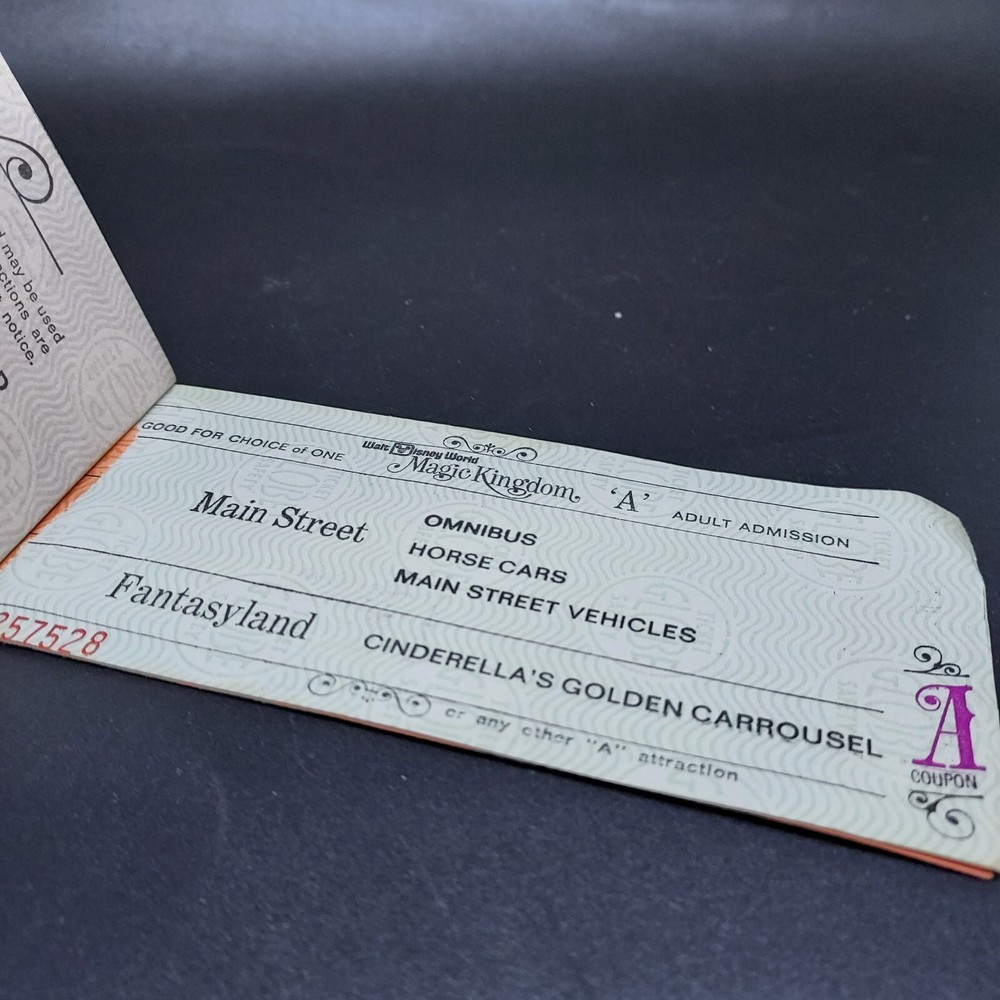 d may be used
ctions are
notice.
GOOD FOR CHOICE of ONE
Walt Disney World
Magic Kingdom
'A'
ADULT ADMISSION
Main Street
OMNIBUS
HORSE CARS
MAIN STREET VEHICLES
Fantasyland
CINDERELLA'S GOLDEN CARROUSEL
or any other "A" attraction
257528
A
COUPON